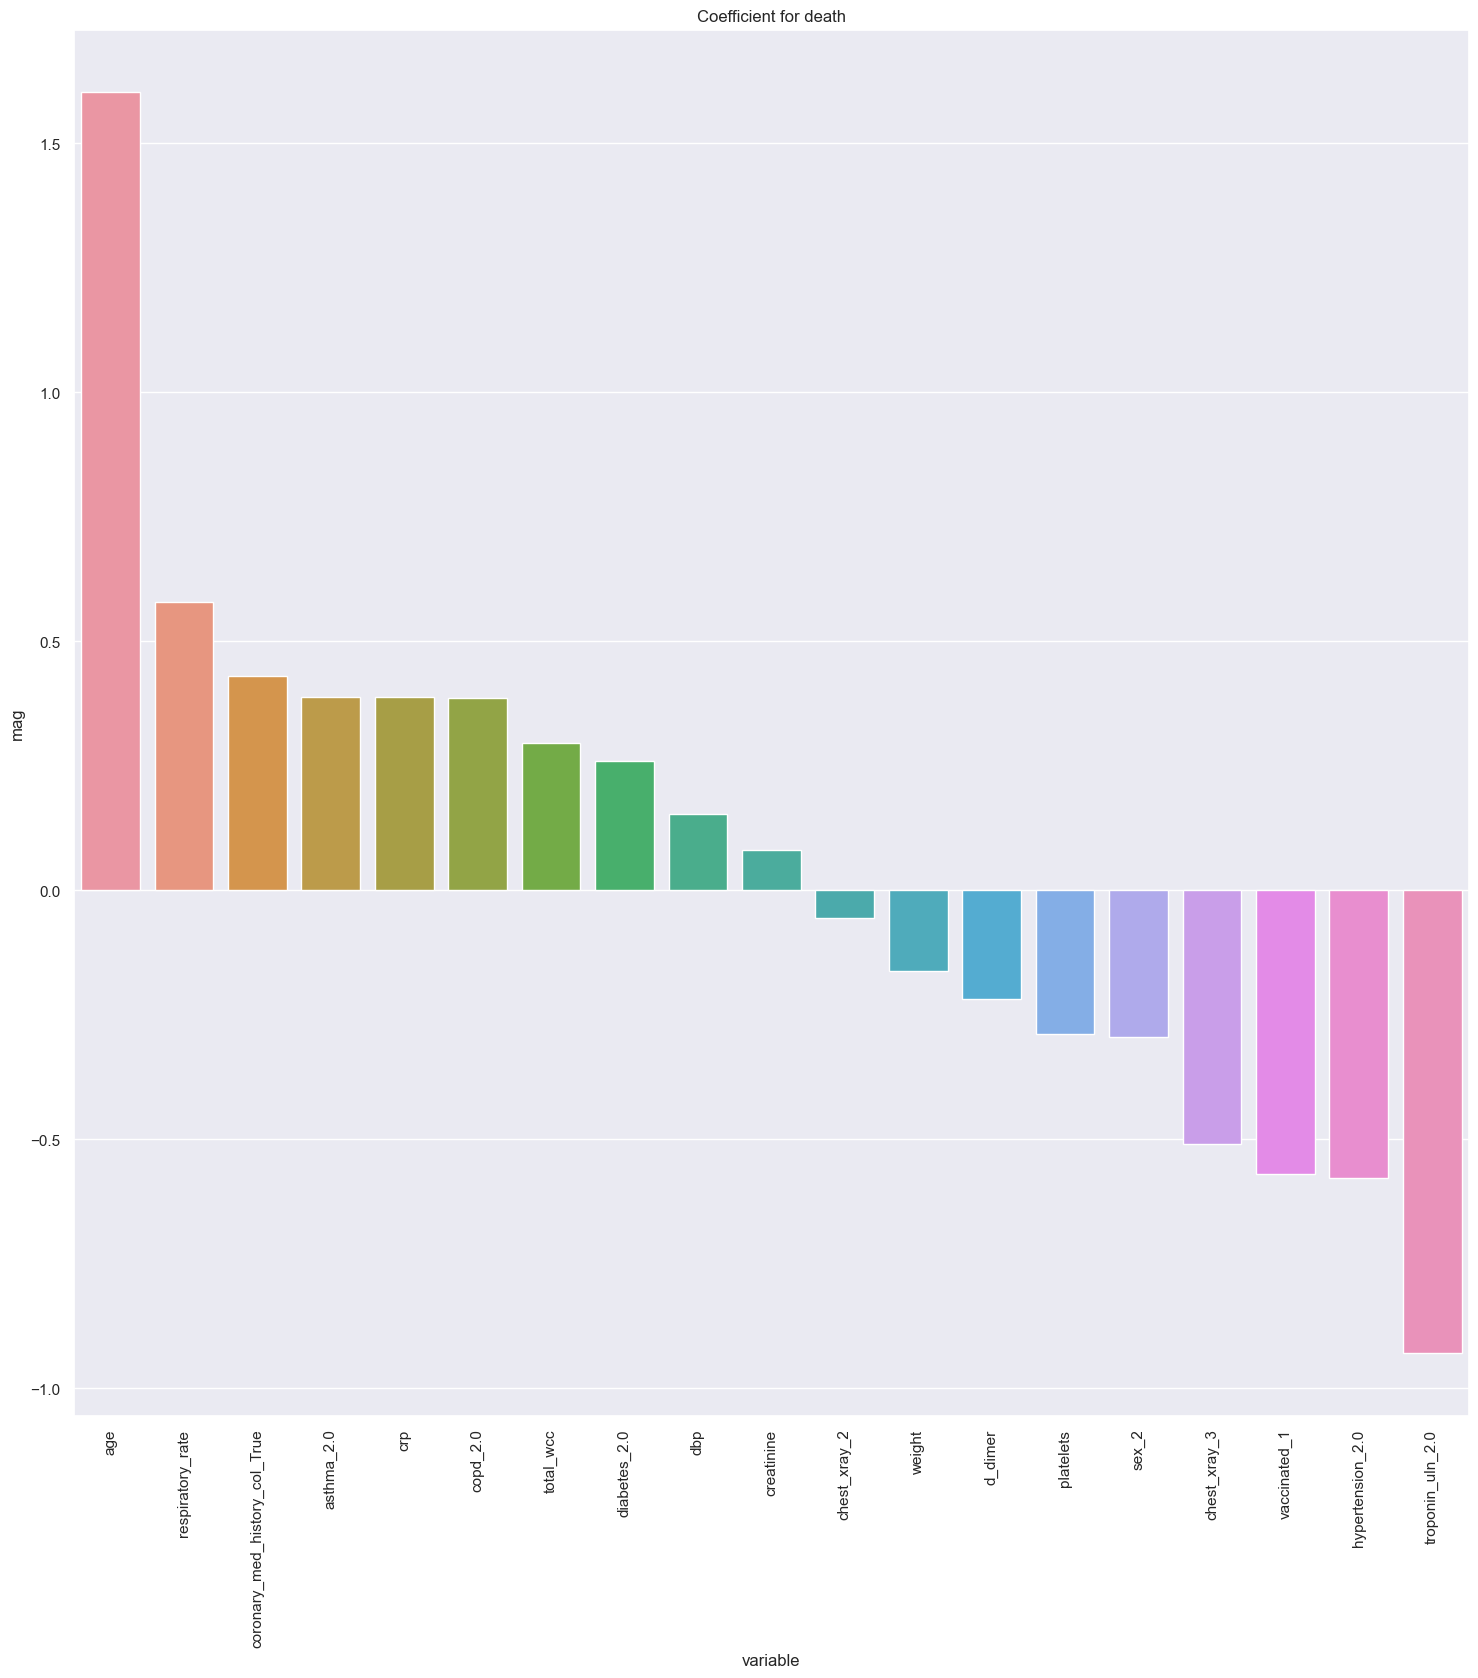 Coefficient for death
mag
1.5
1.0
0.5
0.0
−0.5
−1.0
age
respiratory_rate
coronary_med_history_col_True
asthma_2.0
crp
copd_2.0
total_wcc
diabetes_2.0
dbp
creatinine
chest_xray_2
weight
d_dimer
platelets
sex_2
chest_xray_3
vaccinated_1
hypertension_2.0
troponin_uln_2.0
variable